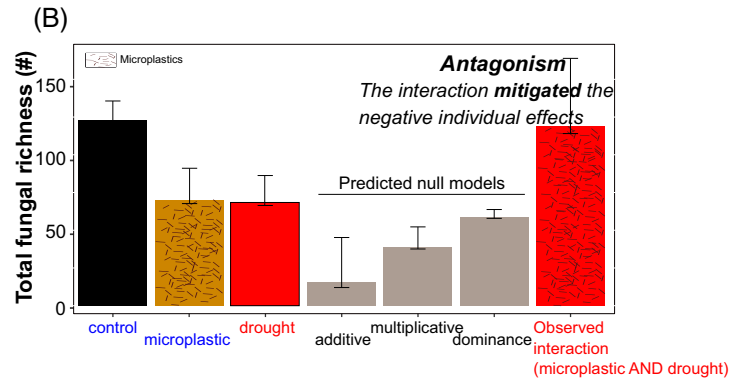 (B)
Microplastics
Antagonism
The interaction mitigated the
negative individual effects
Total fungal richness (#)
150
100
50
0
Predicted null models
control
microplastic
drought
additive
multiplicative
dominance
Observed
interaction
(microplastic AND drought)